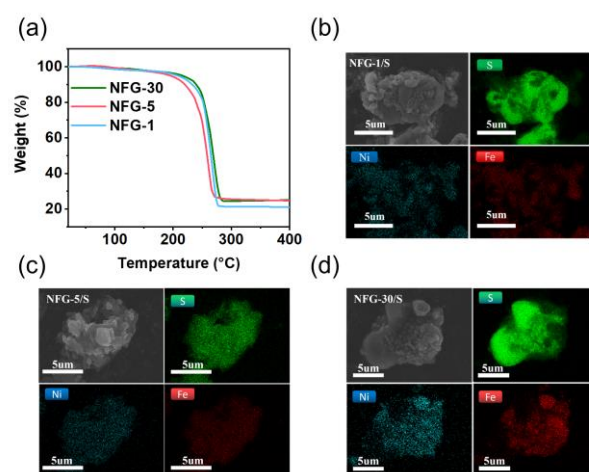 (a)
100
80
60
40
20
Weight (%)
NFG-30
NFG-5
NFG-1
100
200
300
400
Temperature (°C)
(b)
NFG-1/S
5um
S
5um
Ni
5um
Fe
5um
(c)
NFG-5/S
5um
S
5um
Ni
5um
Fe
5um
(d)
NFG-30/S
5um
S
5um
Ni
5um
Fe
5um